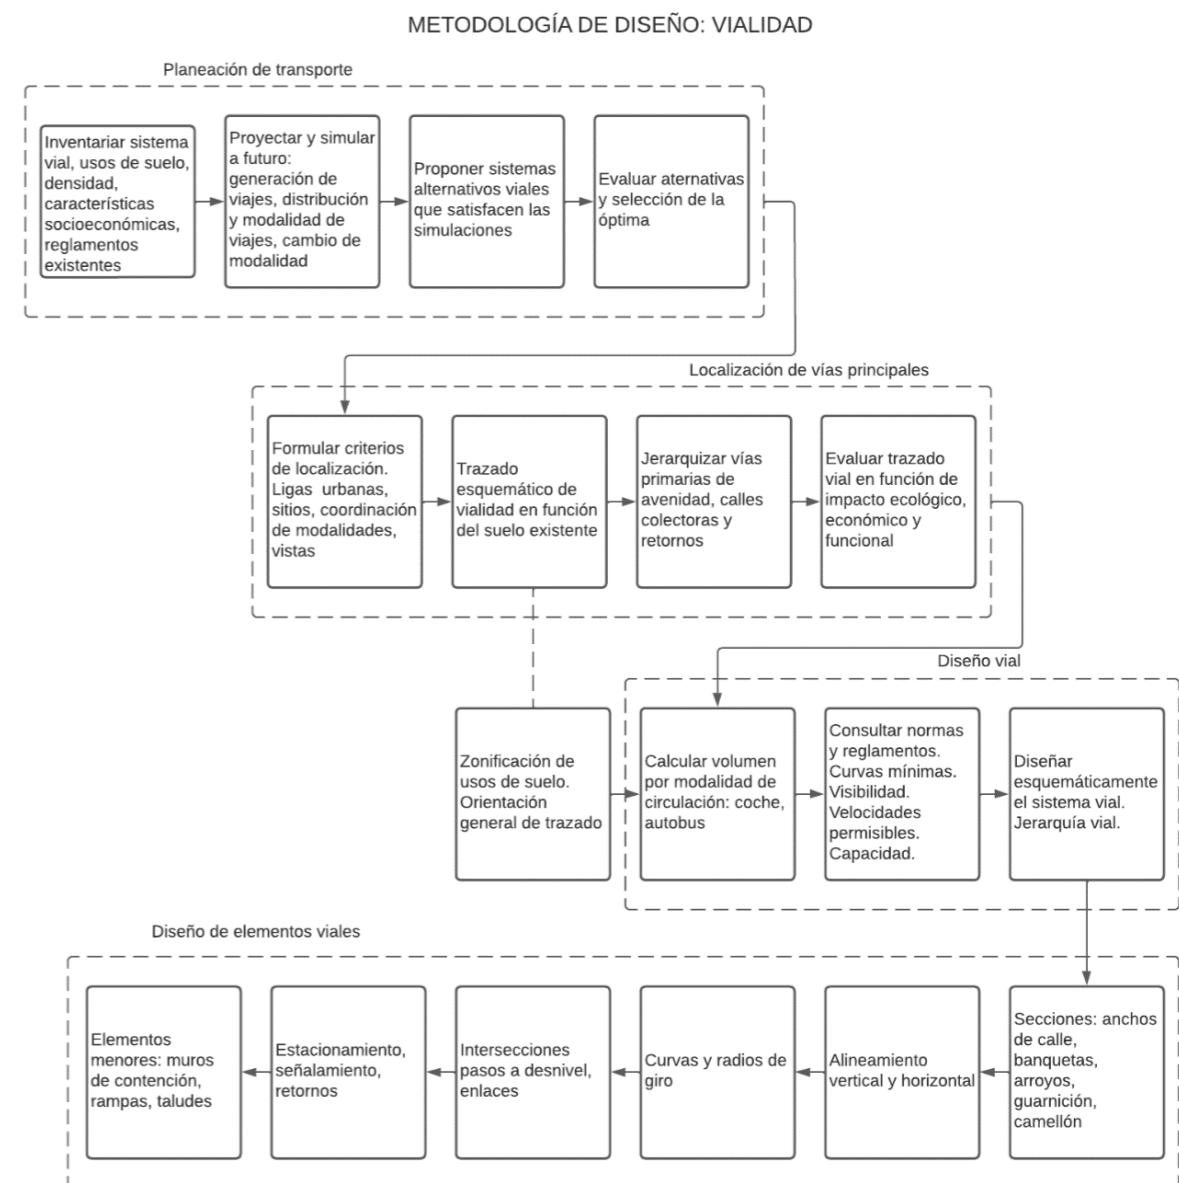 METODOLOGÍA DE DISEÑO: VIALIDAD
Planeación de transporte
Inventariar sistema
vial, usos de suelo,
densidad,
características
socioeconómicas,
reglamentos
existentes
Proyectar y simular
a futuro:
generación de
viajes, distribución
y modalidad de
viajes, cambio de
modalidad
Proponer sistemas
alternativos viales
que satisfacen las
simulaciones
Evaluar aternativas
y selección de la
óptima
Localización de vías principales
Formular criterios
de localización.
Ligas urbanas,
sitios, coordinación
de modalidades,
vistas
Trazado
esquemático de
vialidad en función
del suelo existente
Jerarquizar vías
primarias de
avenidad, calles
colectoras y
retornos
Evaluar trazado
vial en función de
impacto ecológico,
económico y
funcional
Diseño vial
Zonificación de
usos de suelo.
Orientación
general de trazado
Calcular volumen
por modalidad de
circulación: coche,
autobus
Consultar normas
y reglamentos.
Curvas mínimas.
Visibilidad.
Velocidades
permisibles.
Capacidad.
Diseñar
esquemáticamente
el sistema vial.
Jerarquía vial.
Diseño de elementos viales
Elementos
menores: muros
de contención,
rampas, taludes
Estacionamiento,
señalamiento,
retornos
Intersecciones
pasos a desnivel,
enlaces
Curvas y radios de
giro
Alineamiento
vertical y horizontal
Secciones: anchos
de calle,
banquetas,
arroyos,
guarnición,
camellón